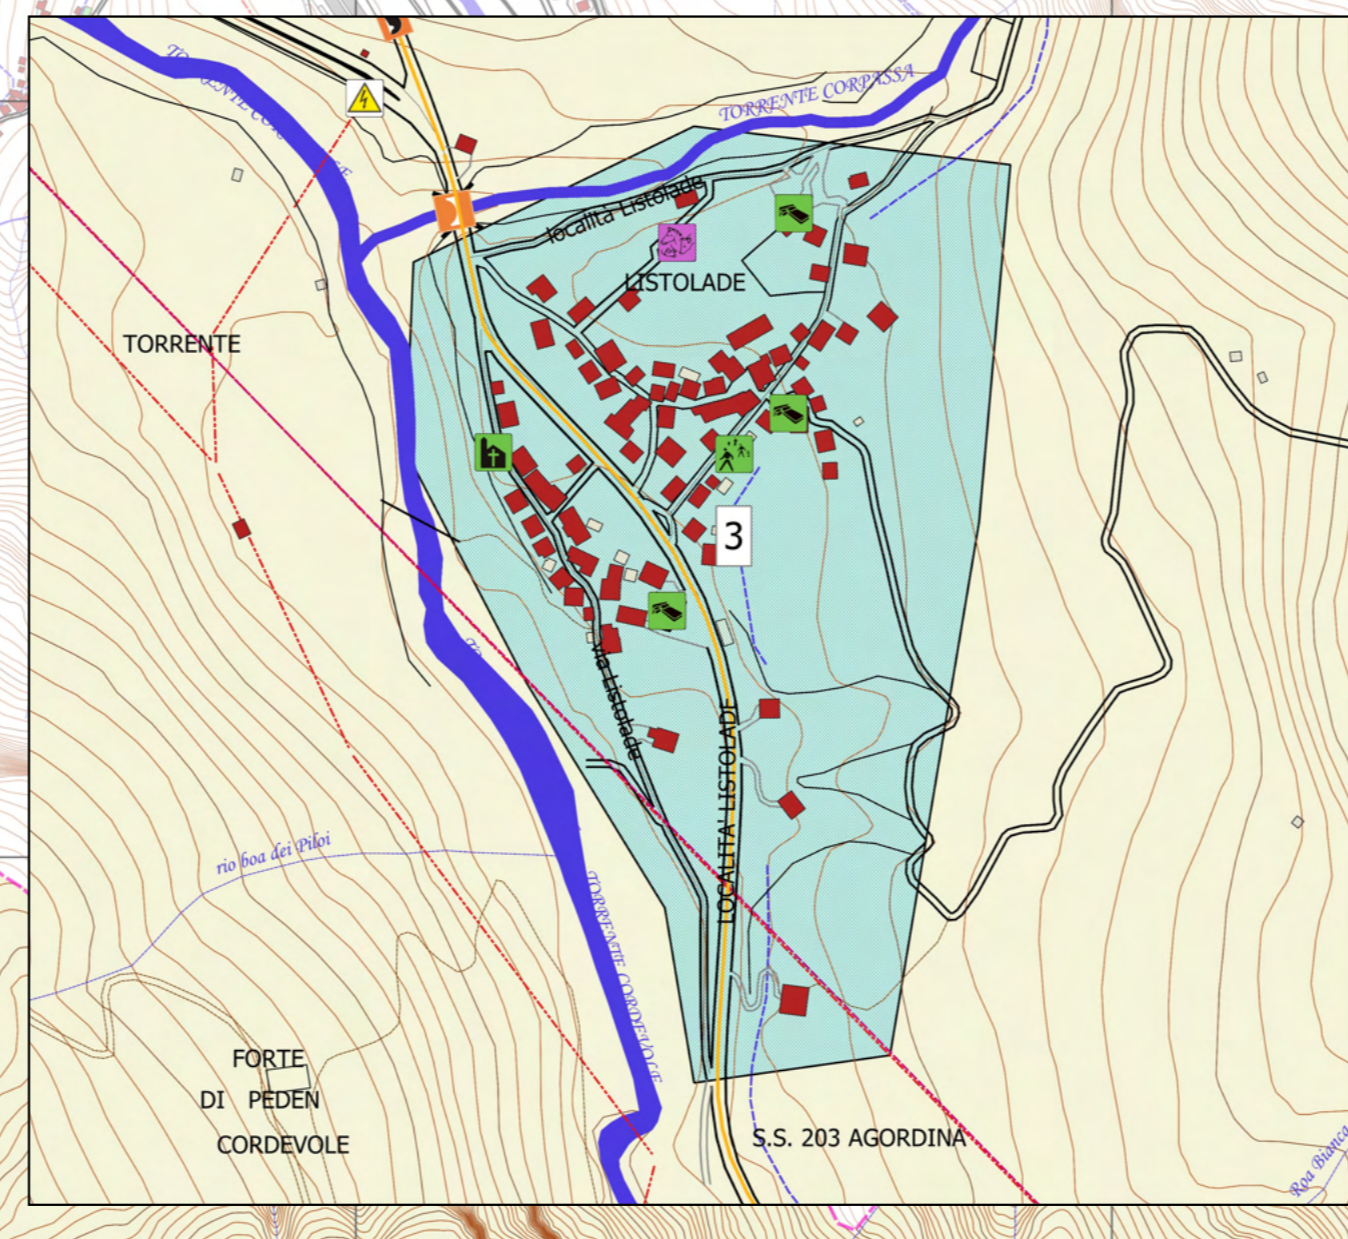 TORRENTE CORPASSA
località Listolade
LISTOLADE
TORRENTE
3
via Listolade
LOCALITA' LISTOLADE
rio boa dei Piloi
TORRENTE CORDEVOLE
FORTE
DI PEDEN
CORDEVOLE
S.S. 203 AGORDINA
Roa Bianca